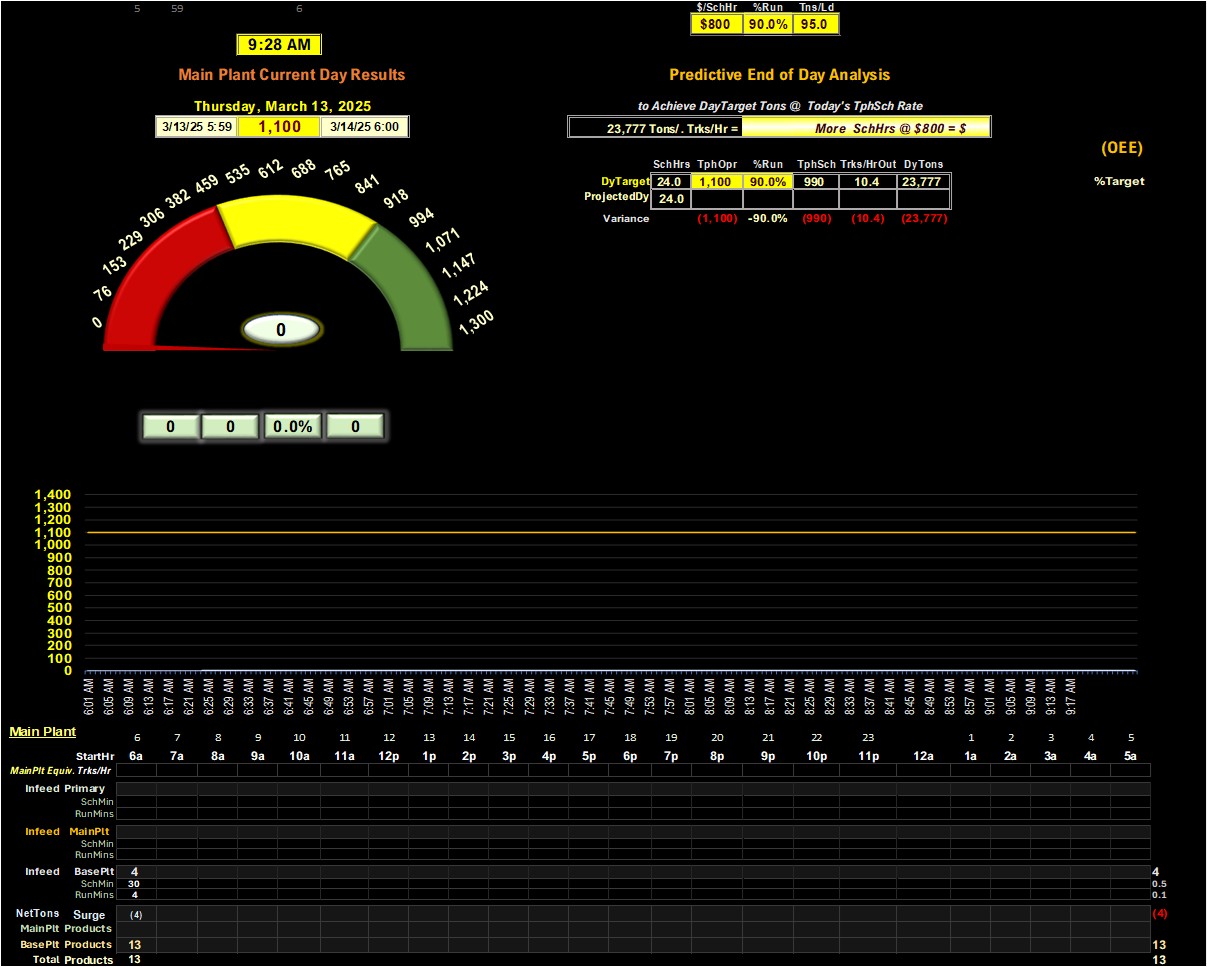 5 59 6
$/SchHr %Run Tns/Ld
$800 90.0% 95.0
9:28 AM
Main Plant Current Day Results
Predictive End of Day Analysis
Thursday, March 13, 2025
to Achieve DayTarget Tons @ Today's TphSch Rate
3/13/25 5:59 1,100 3/14/25 6:00
23,777 Tons/. Trks/Hr = More SchHrs @ $800 = $
(OEE)
%Target
SchHrs TphOpr %Run TphSch Trks/HrOut DyTons
DyTarget 24.0 1,100 90.0% 990 10.4 23,777
ProjectedDy 24.0
Variance (1,100) -90.0% (990) (10.4) (23,777)
0 76 153 229 306 382 459 535 612 688 765 841 918 994 1,071 1,147 1,224 1,300
0
0 0 0.0% 0
1,400
1,300
1,200
1,100
1,000
900
800
700
600
500
400
300
200
100
0
6:01 AM 6:05 AM 6:09 AM 6:13 AM 6:17 AM 6:21 AM 6:25 AM 6:29 AM 6:33 AM 6:37 AM 6:41 AM 6:45 AM 6:49 AM 6:53 AM 6:57 AM 7:01 AM 7:05 AM 7:09 AM 7:13 AM 7:17 AM 7:21 AM 7:25 AM 7:29 AM 7:33 AM 7:37 AM 7:41 AM 7:45 AM 7:49 AM 7:53 AM 7:57 AM 8:01 AM 8:05 AM 8:09 AM 8:13 AM 8:17 AM 8:21 AM 8:25 AM 8:29 AM 8:33 AM 8:37 AM 8:41 AM 8:45 AM 8:49 AM 8:53 AM 8:57 AM 9:01 AM 9:05 AM 9:09 AM 9:13 AM 9:17 AM
Main Plant
6 7 8 9 10 11 12 13 14 15 16 17 18 19 20 21 22 23 1 2 3 4 5
StartHr 6a 7a 8a 9a 10a 11a 12p 1p 2p 3p 4p 5p 6p 7p 8p 9p 10p 11p 12a 1a 2a 3a 4a 5a
MainPlt Equiv. Trks/Hr
Infeed Primary
SchMin
RunMins
Infeed MainPlt
SchMin
RunMins
Infeed BasePlt 4 4
SchMin 30 0.5
RunMins 4 0.1
NetTons Surge (4) (4)
MainPlt Products
BasePlt Products 13 13
Total Products 13 13